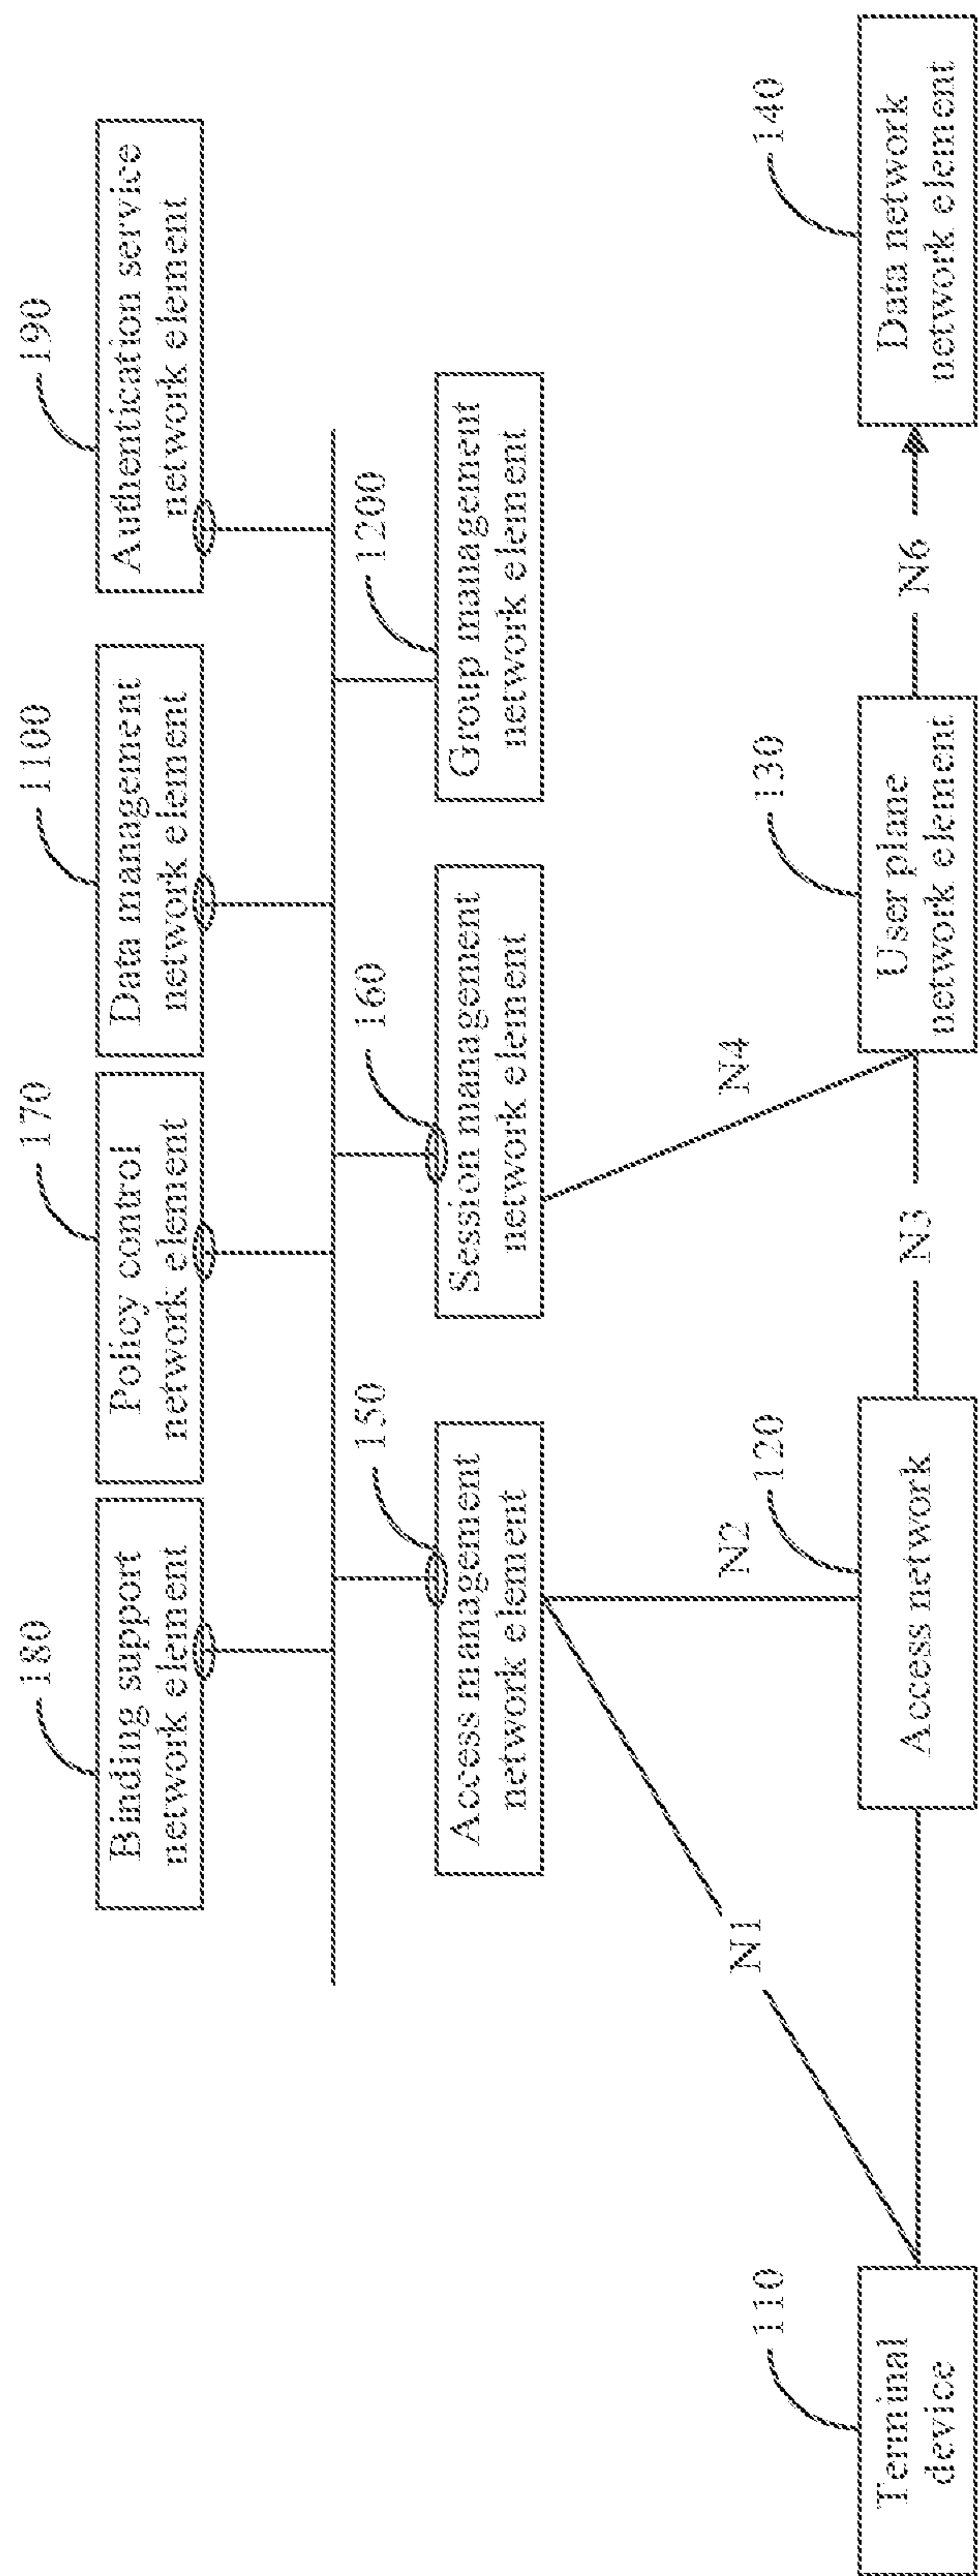 180
170
1100
190
Binding support
network element
Policy control
network element
Data management
network element
Authentication service
network element
150
160
1200
Access management
network element
Session management
network element
Group management
network element
N1
N2
N4
110
120
130
140
Terminal
device
Access network
N3
User plane
network element
N6
Data network
network element